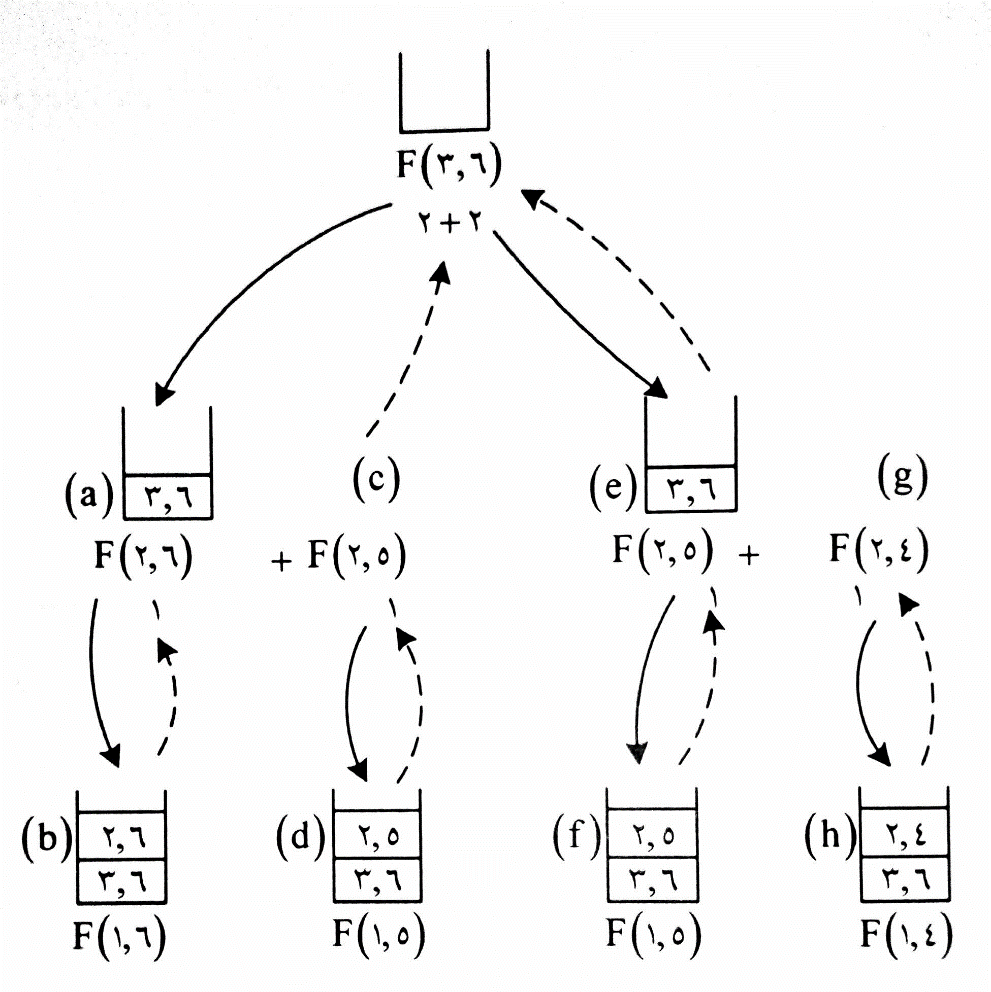 F(٣,٦)
٢+٢
(a) ٣,٦
(c)
(e) ٣,٦
(g)
F(٢,٦) + F(٢,٥)
F(٢,٥) + F(٢,٤)
(b) ٢,٦
٣,٦
F(١,٦)
(d) ٢,٥
٣,٦
F(١,٥)
(f) ٢,٥
٣,٦
F(١,٥)
(h) ٢,٤
٣,٦
F(١,٤)